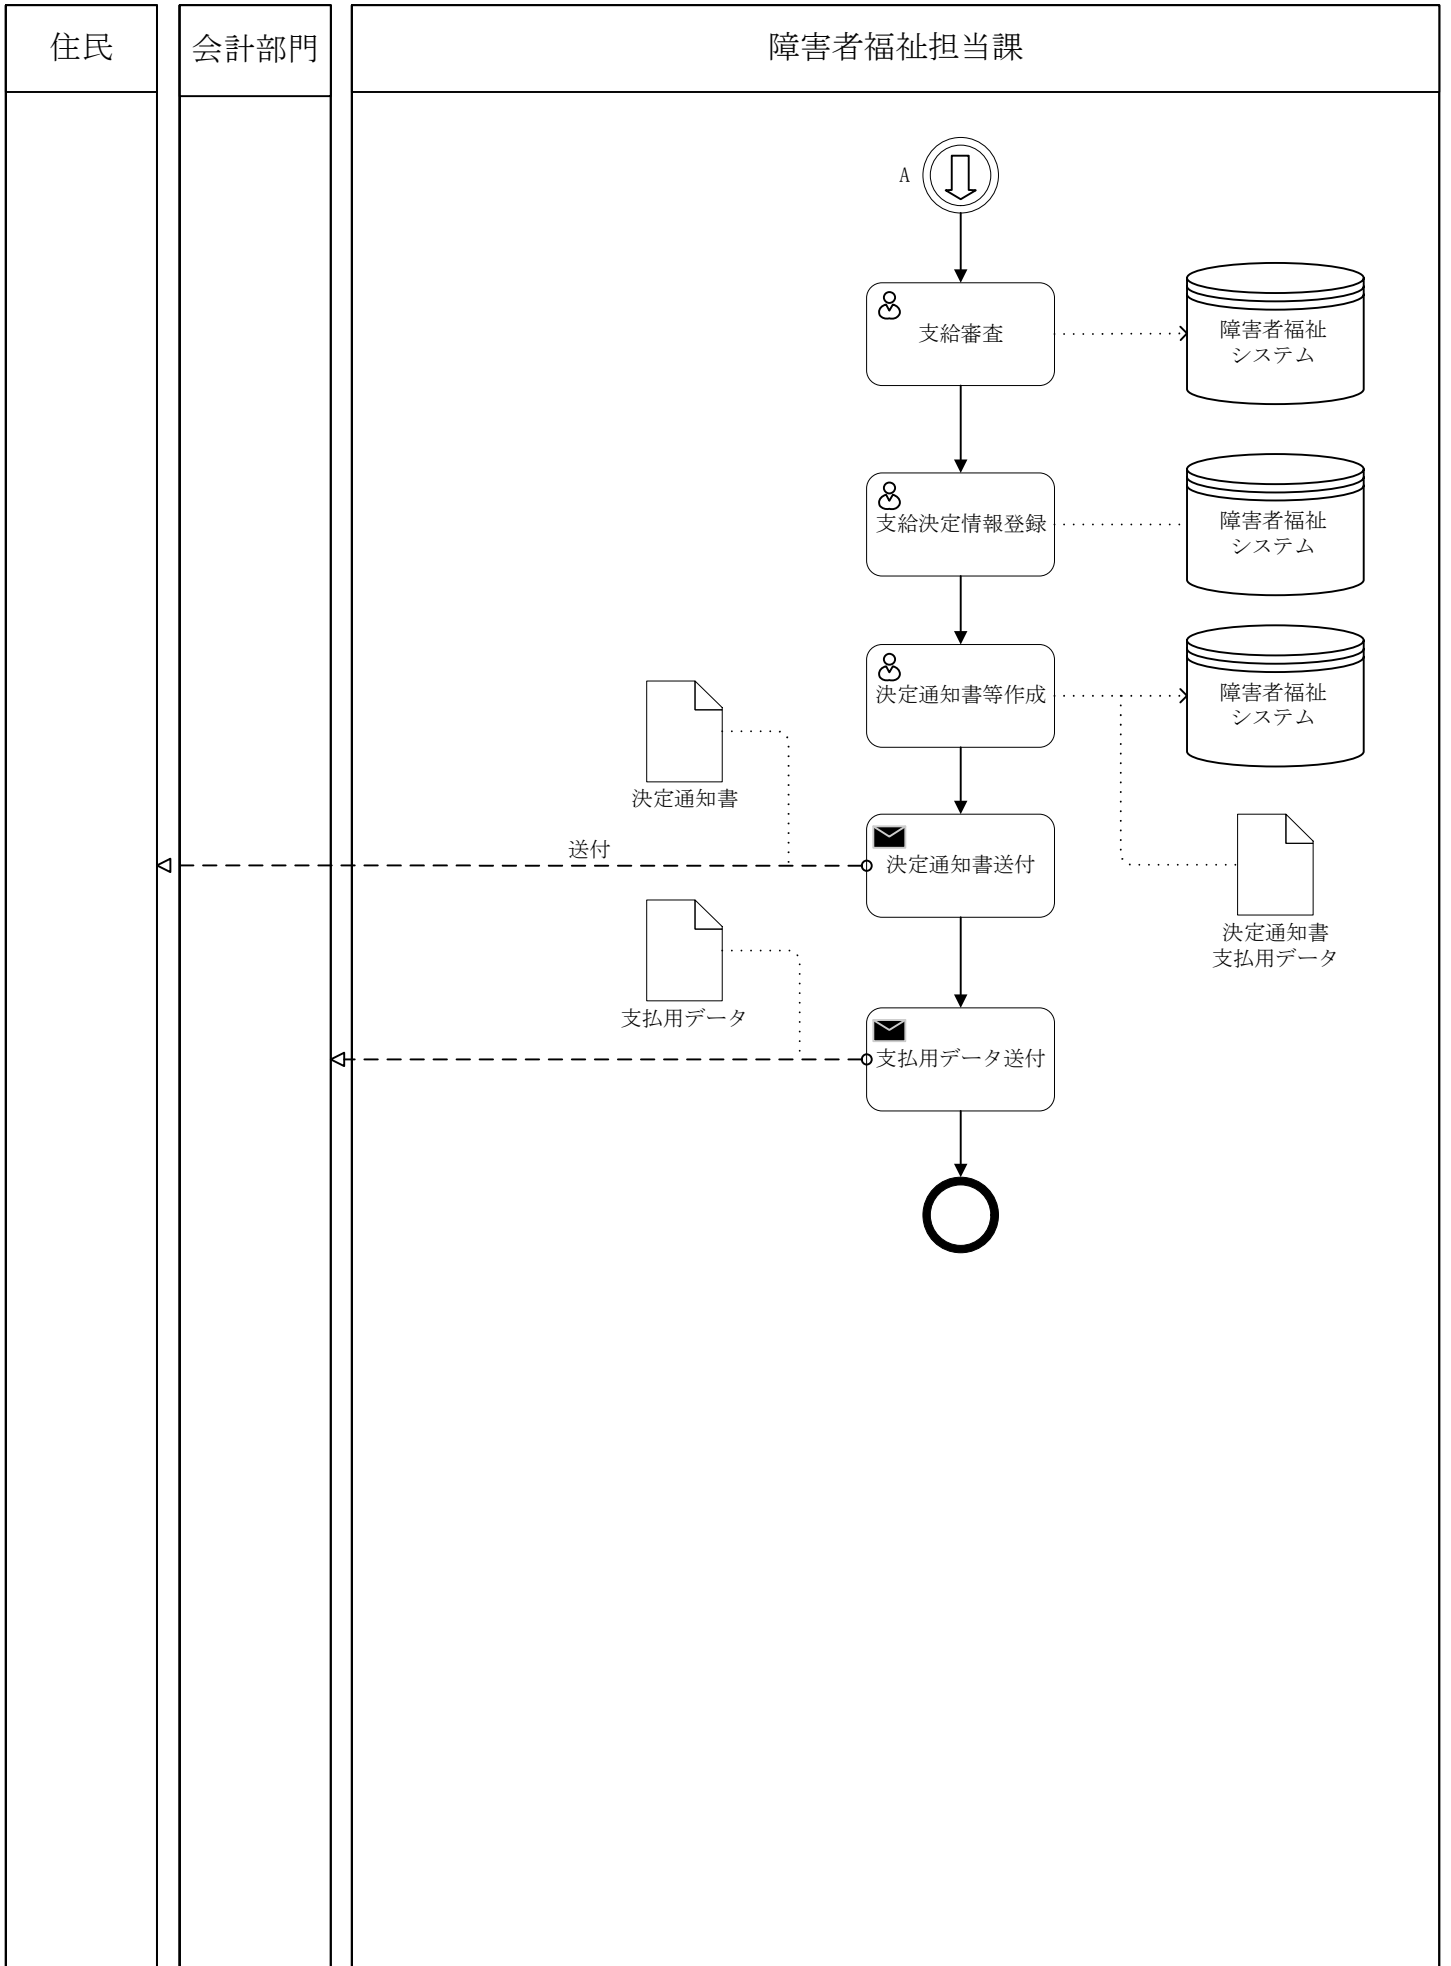 住民
会計部門
障害者福祉担当課
A
支給審査
障害者福祉
システム
支給決定情報登録
障害者福祉
システム
決定通知書等作成
障害者福祉
システム
決定通知書
送付
決定通知書送付
決定通知書
支払用データ
支払用データ
支払用データ送付